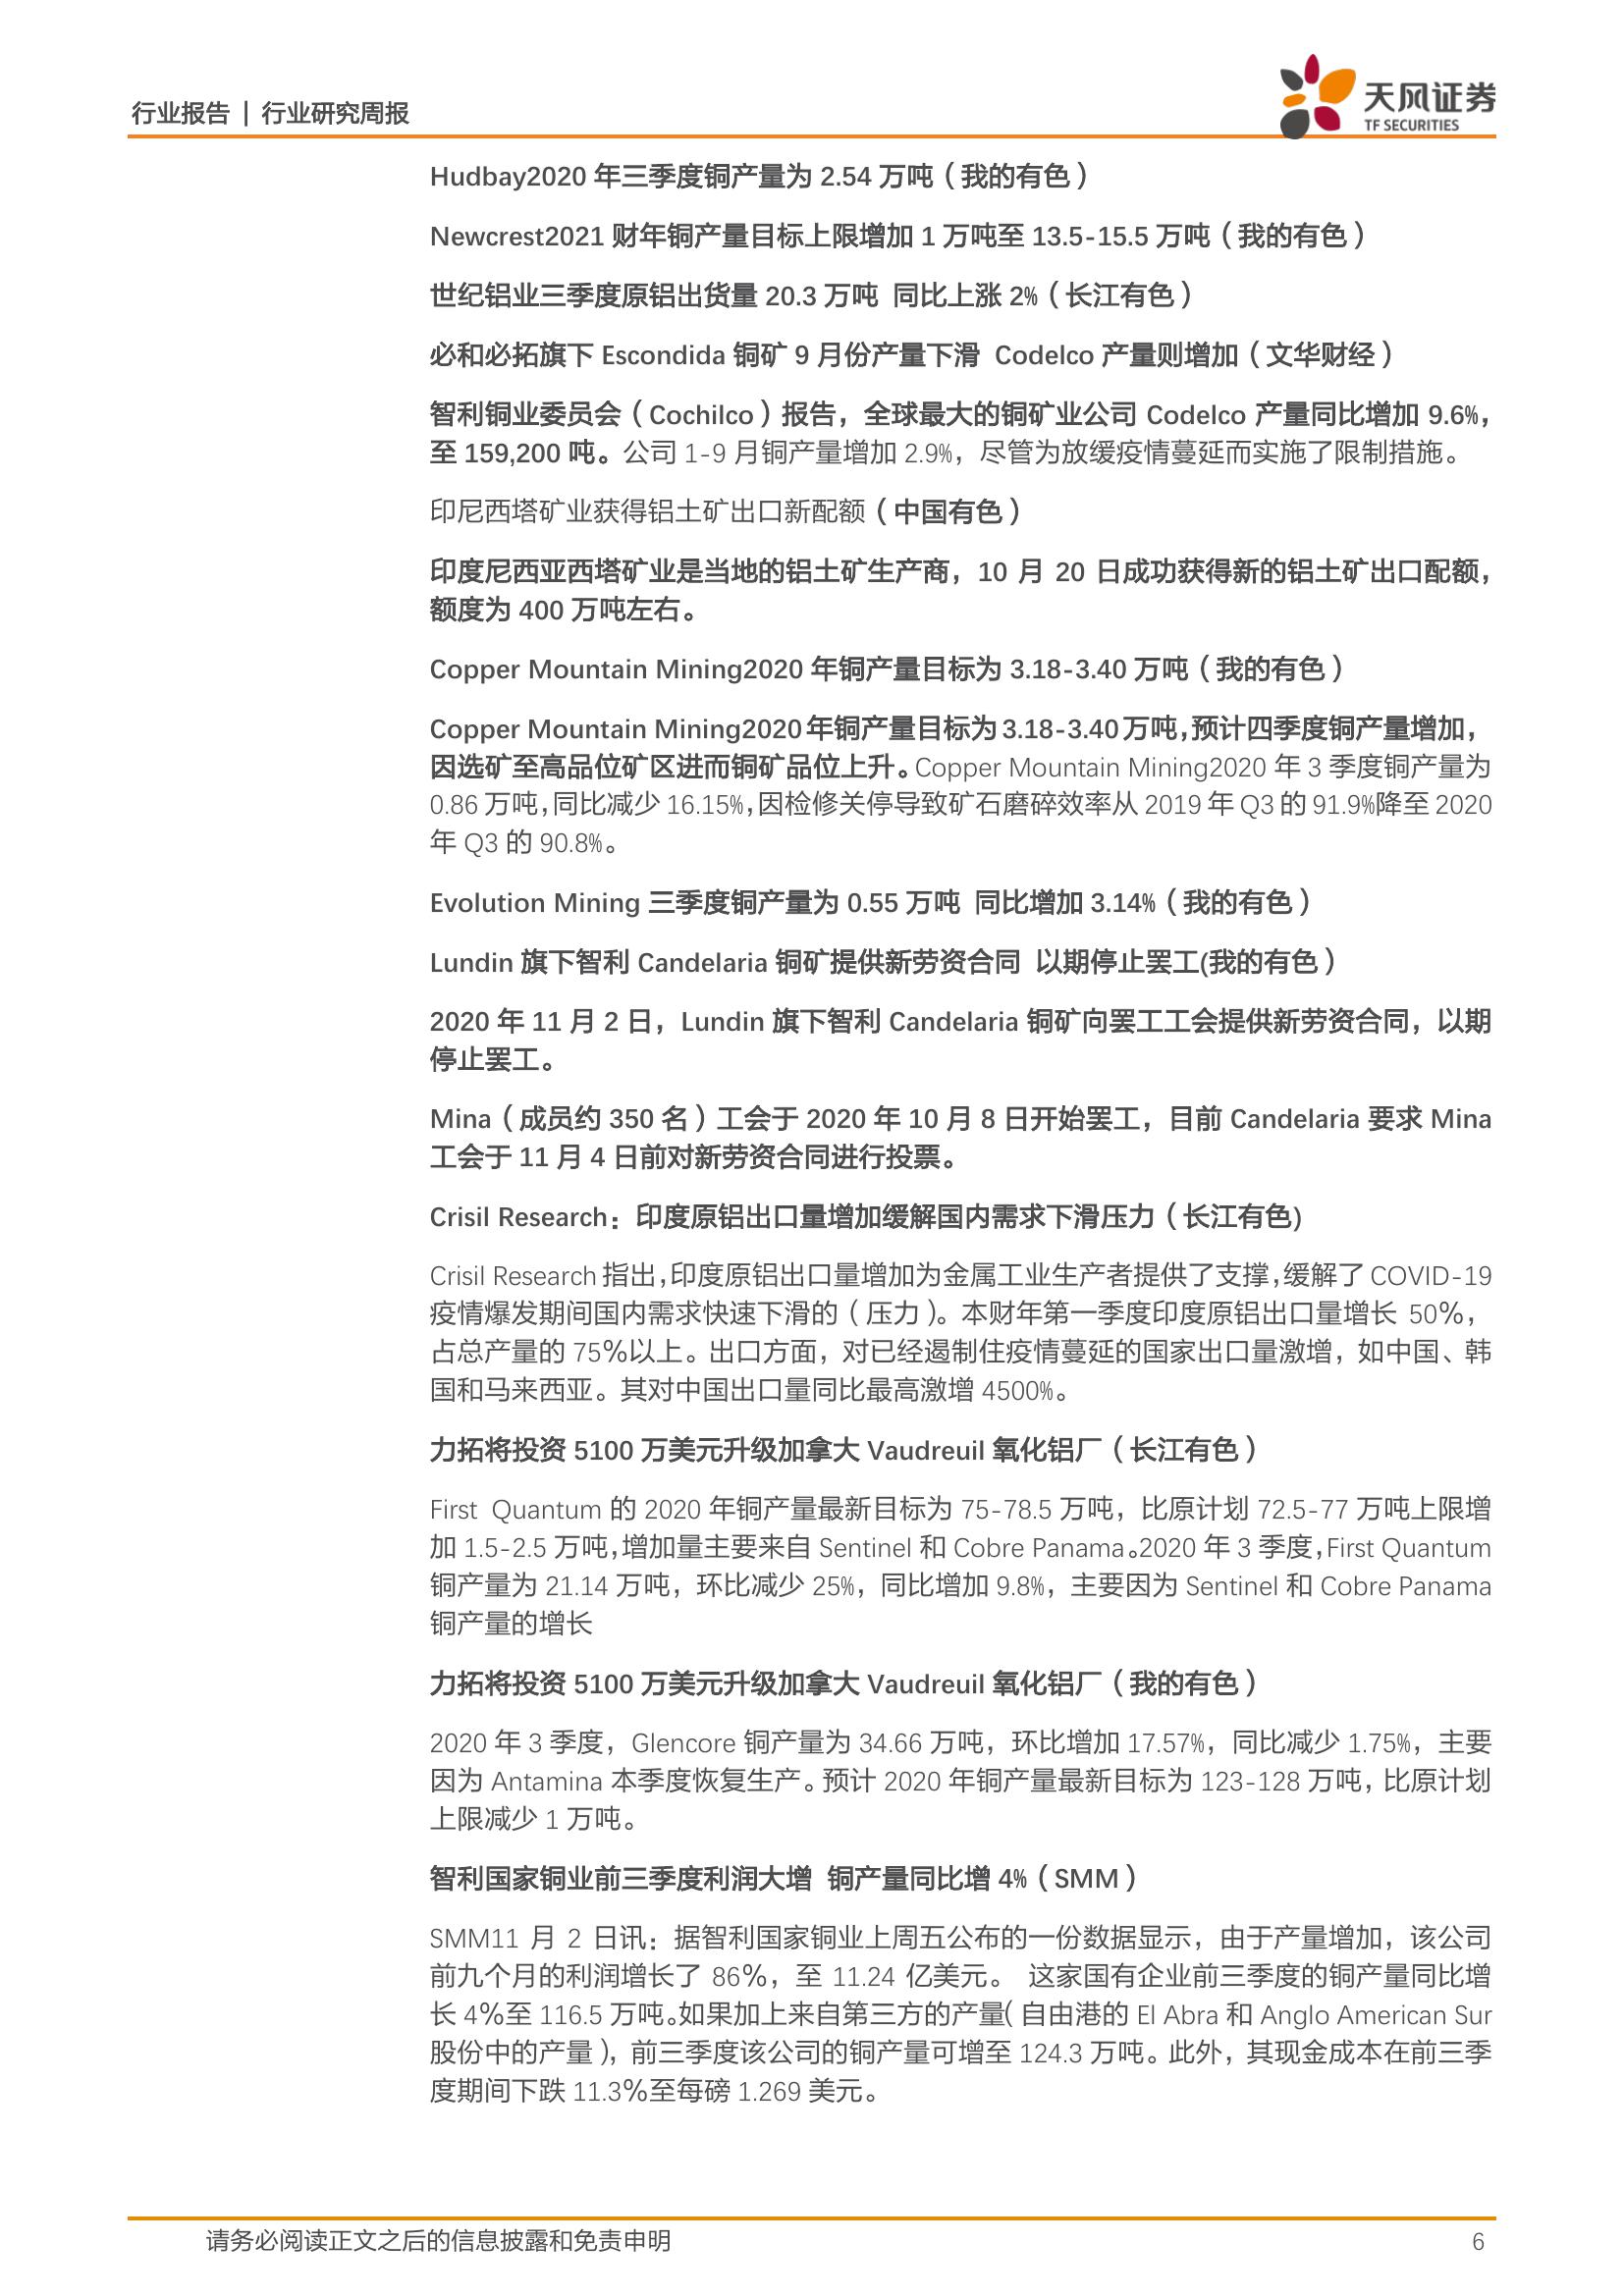 行业报告 | 行业研究周报
天风证券
TF SECURITIES
Hudbay2020 年三季度铜产量为 2.54 万吨（我的有色）
Newcrest2021 财年铜产量目标上限增加 1 万吨至 13.5-15.5 万吨（我的有色）
世纪铝业三季度原铝出货量 20.3 万吨 同比上涨 2%（长江有色）
必和必拓旗下 Escondida 铜矿 9 月份产量下滑 Codelco 产量则增加（文华财经）
智利铜业委员会（Cochilco）报告，全球最大的铜矿业公司 Codelco 产量同比增加 9.6%，
至 159,200 吨。公司 1-9 月铜产量增加 2.9%，尽管为放缓疫情蔓延而实施了限制措施。
印尼西塔矿业获得铝土矿出口新配额（中国有色）
印度尼西亚西塔矿业是当地的铝土矿生产商，10 月 20 日成功获得新的铝土矿出口配额，
额度为 400 万吨左右。
Copper Mountain Mining2020 年铜产量目标为 3.18-3.40 万吨（我的有色）
Copper Mountain Mining2020 年铜产量目标为 3.18-3.40 万吨，预计四季度铜产量增加，
因选矿至高品位矿区进而铜矿品位上升。Copper Mountain Mining2020 年 3 季度铜产量为
0.86 万吨，同比减少 16.15%，因检修关停导致矿石磨碎效率从 2019 年 Q3 的 91.9%降至 2020
年 Q3 的 90.8%。
Evolution Mining 三季度铜产量为 0.55 万吨 同比增加 3.14%（我的有色）
Lundin 旗下智利 Candelaria 铜矿提供新劳资合同 以期停止罢工(我的有色）
2020 年 11 月 2 日，Lundin 旗下智利 Candelaria 铜矿向罢工工会提供新劳资合同，以期
停止罢工。
Mina（成员约 350 名）工会于 2020 年 10 月 8 日开始罢工，目前 Candelaria 要求 Mina
工会于 11 月 4 日前对新劳资合同进行投票。
Crisil Research：印度原铝出口量增加缓解国内需求下滑压力（长江有色)
Crisil Research 指出，印度原铝出口量增加为金属工业生产者提供了支撑，缓解了 COVID-19
疫情爆发期间国内需求快速下滑的（压力）。本财年第一季度印度原铝出口量增长 50%，
占总产量的 75%以上。出口方面，对已经遏制住疫情蔓延的国家出口量激增，如中国、韩
国和马来西亚。其对中国出口量同比最高激增 4500%。
力拓将投资 5100 万美元升级加拿大 Vaudreuil 氧化铝厂（长江有色）
First Quantum 的 2020 年铜产量最新目标为 75-78.5 万吨，比原计划 72.5-77 万吨上限增
加 1.5-2.5 万吨，增加量主要来自 Sentinel 和 Cobre Panama。2020 年 3 季度，First Quantum
铜产量为 21.14 万吨，环比减少 25%，同比增加 9.8%，主要因为 Sentinel 和 Cobre Panama
铜产量的增长
力拓将投资 5100 万美元升级加拿大 Vaudreuil 氧化铝厂（我的有色）
2020 年 3 季度，Glencore 铜产量为 34.66 万吨，环比增加 17.57%，同比减少 1.75%，主要
因为 Antamina 本季度恢复生产。预计 2020 年铜产量最新目标为 123-128 万吨，比原计划
上限减少 1 万吨。
智利国家铜业前三季度利润大增 铜产量同比增 4%（SMM）
SMM11 月 2 日讯：据智利国家铜业上周五公布的一份数据显示，由于产量增加，该公司
前九个月的利润增长了 86%，至 11.24 亿美元。 这家国有企业前三季度的铜产量同比增
长 4%至 116.5 万吨。如果加上来自第三方的产量（自由港的 El Abra 和 Anglo American Sur
股份中的产量），前三季度该公司的铜产量可增至 124.3 万吨。此外，其现金成本在前三季
度期间下跌 11.3%至每磅 1.269 美元。
请务必阅读正文之后的信息披露和免责申明
6